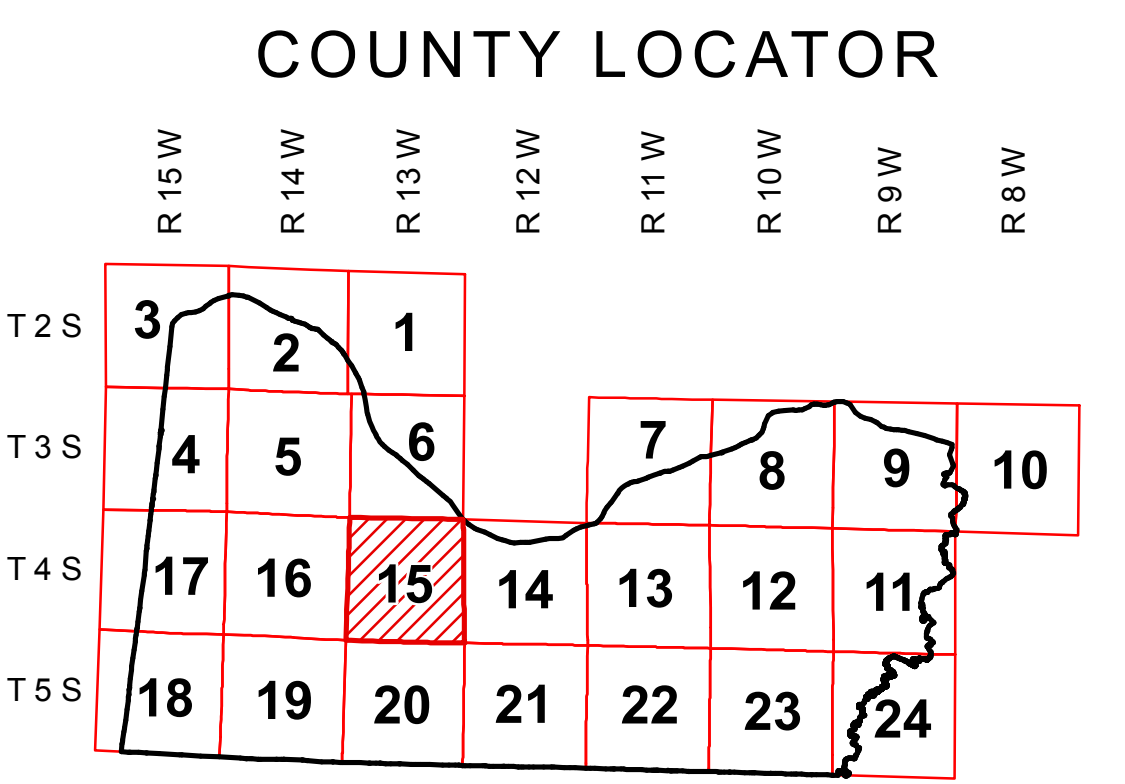 COUNTY LOCATOR
R 15 W R 14 W R 13 W R 12 W R 11 W R 10 W R 9 W R 8 W
T 2 S 3 2 1
T 3 S 4 5 6 7 8 9 10
T 4 S 17 16 15 14 13 12 11
T 5 S 18 19 20 21 22 23 24